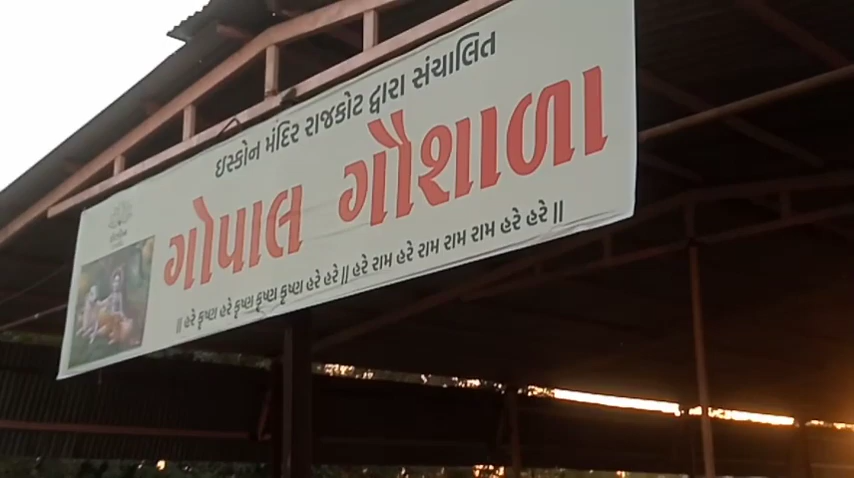 ઇસ્કોન મંદિર રાજકોટ દ્વારા સંચાલિત
ગોપાલ ગૌશાળા
|| હરે કૃષ્ણ હરે કૃષ્ણ કૃષ્ણ કૃષ્ણ હરે હરે || હરે રામ હરે રામ રામ રામ હરે હરે ||